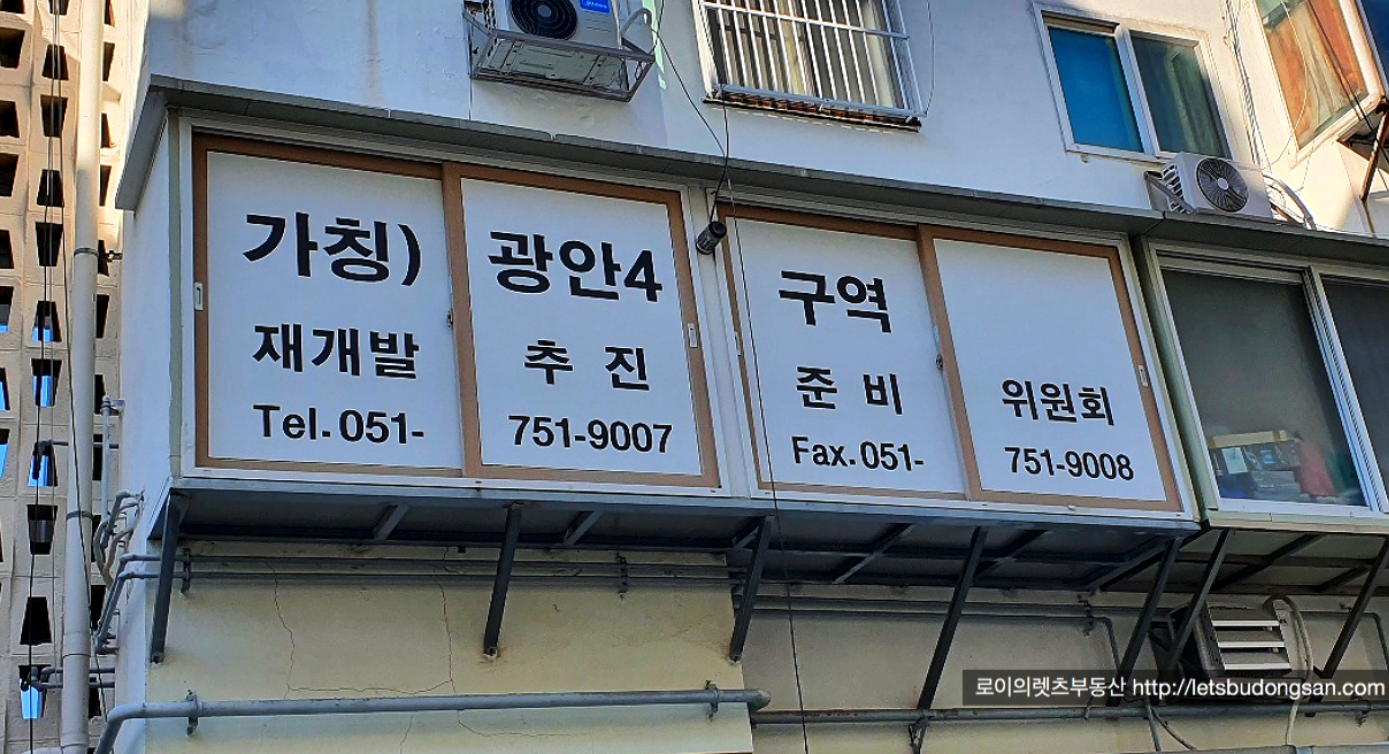 가칭) 광안4 구역
재개발 추 진 준 비 위원회
Tel. 051- 751-9007 Fax. 051- 751-9008
로이의렛츠부동산 http://letsbudongsan.com